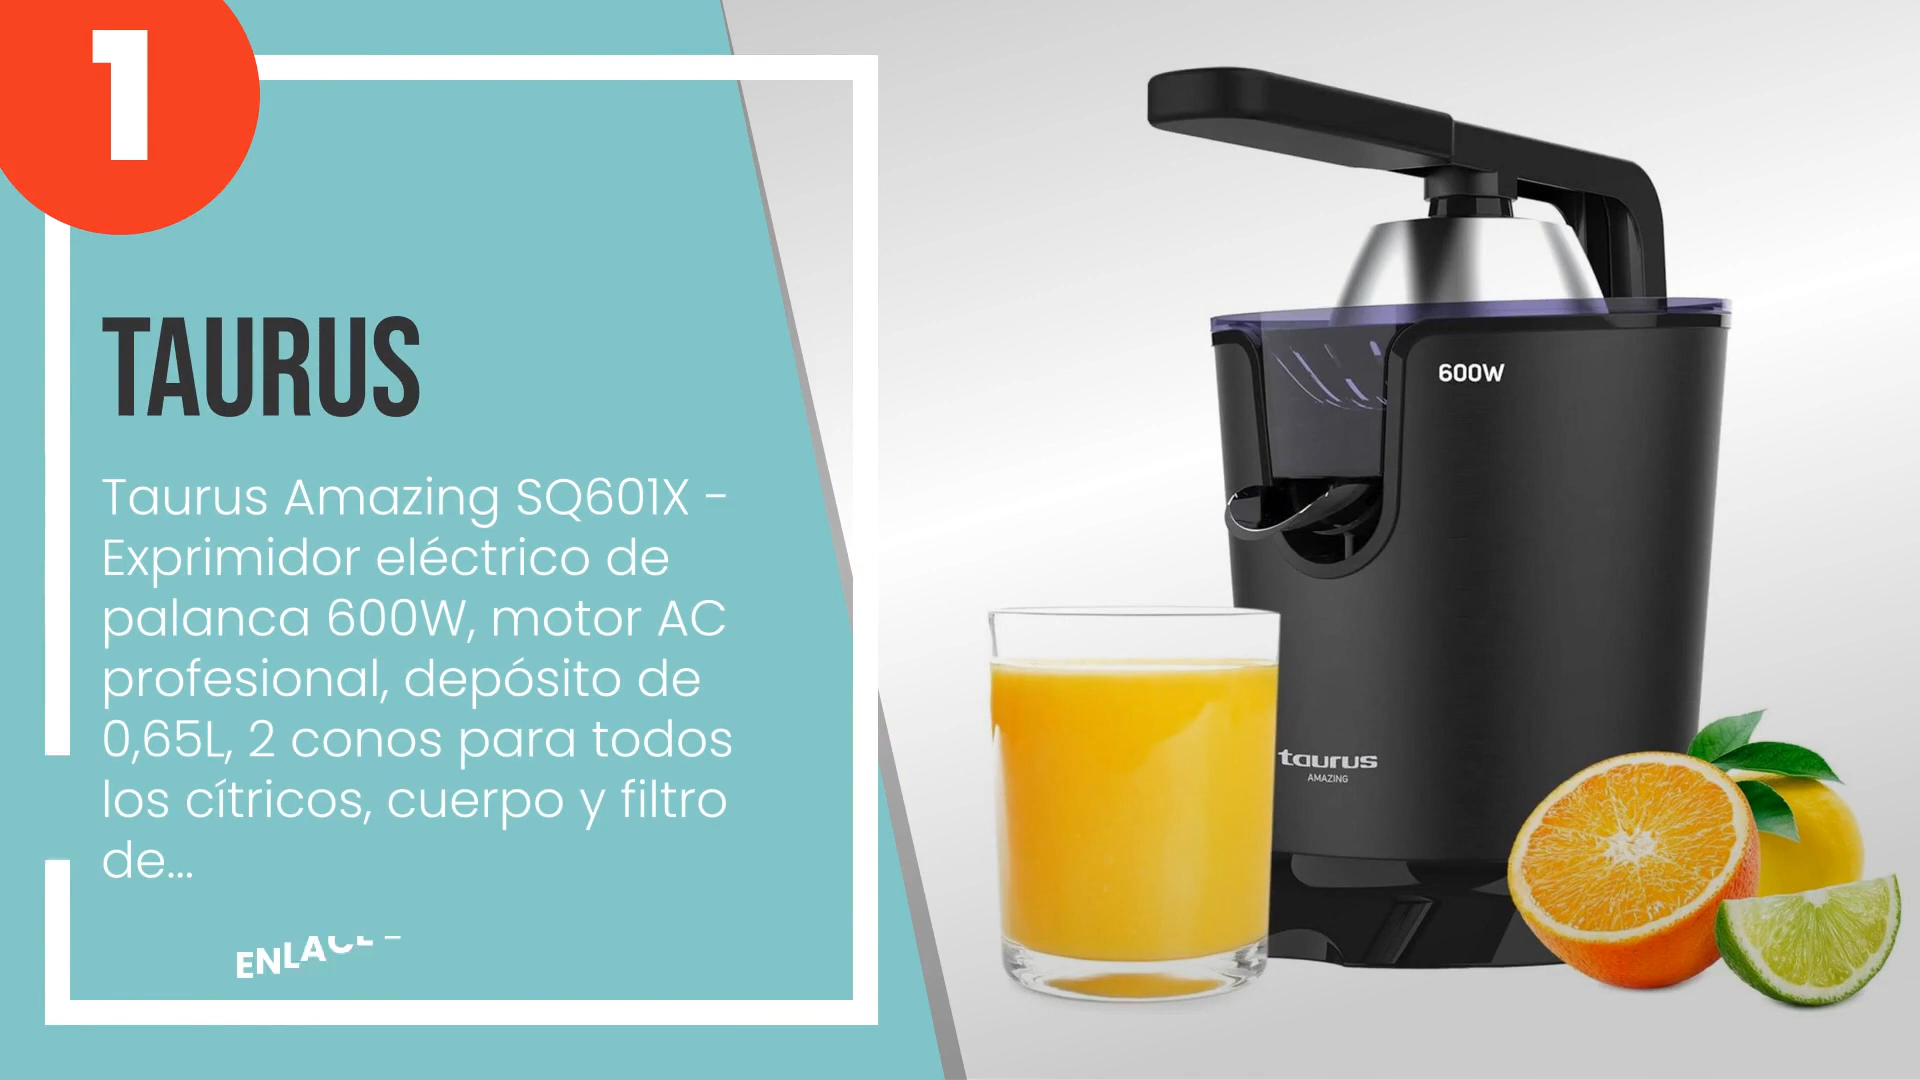 1
TAURUS
Taurus Amazing SQ601X -
Exprimidor eléctrico de
palanca 600W, motor AC
profesional, depósito de
0,65L, 2 conos para todos
los cítricos, cuerpo y filtro
de...
ENLACE
600W
taurus
AMAZING